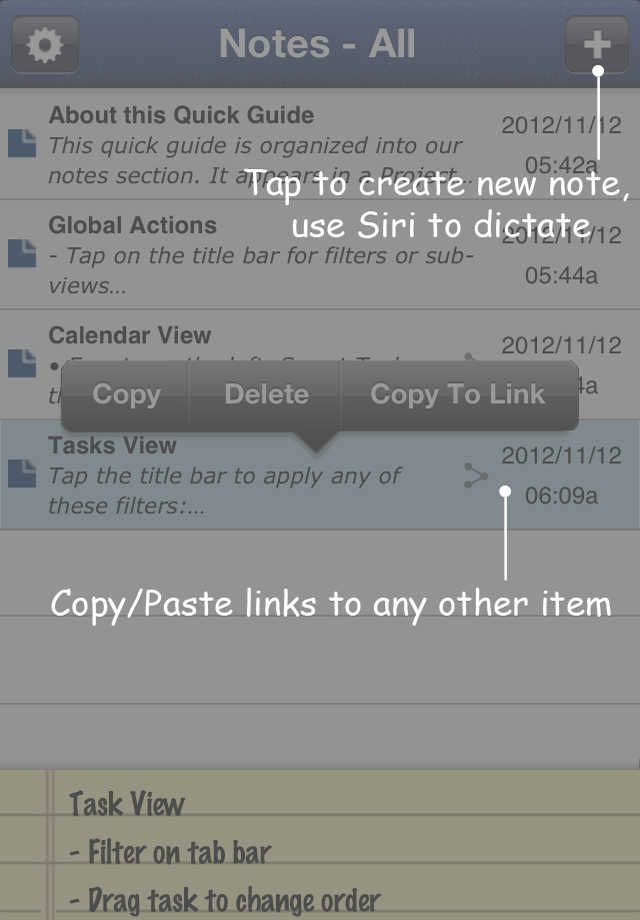 Notes - All
About this Quick Guide
2012/11/12
This quick guide is organized into our
05:42a
notes section. It appears in a Project...
Tap to create new note,
use Siri to dictate
Global Actions
2012/11/12
- Tap on the title bar for filters or sub-
views...
05:44a
Calendar View
2012/11/12
Copy Delete Copy To Link
Tasks View
2012/11/12
Tap the title bar to apply any of
06:09a
these filters:...
Copy/Paste links to any other item
Task View
- Filter on tab bar
- Drag task to change order